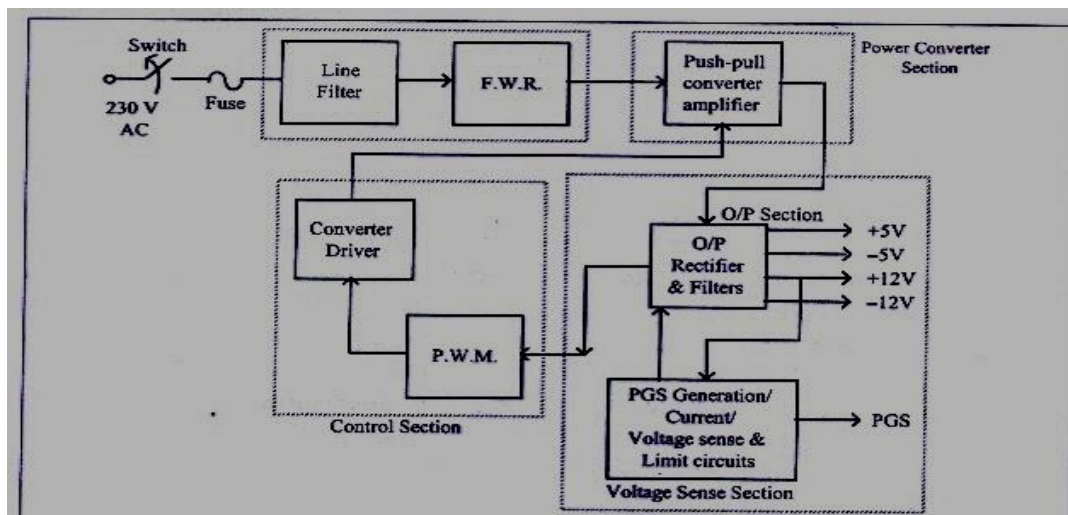 Switch
230 V
AC
Fuse
Line
Filter
F.W.R.
Push-pull
converter
amplifier
Power Converter
Section
Converter
Driver
P.W.M.
Control Section
O/P Section
O/P
Rectifier
& Filters
+5V
–5V
+12V
–12V
PGS Generation/
Current/
Voltage sense &
Limit circuits
PGS
Voltage Sense Section